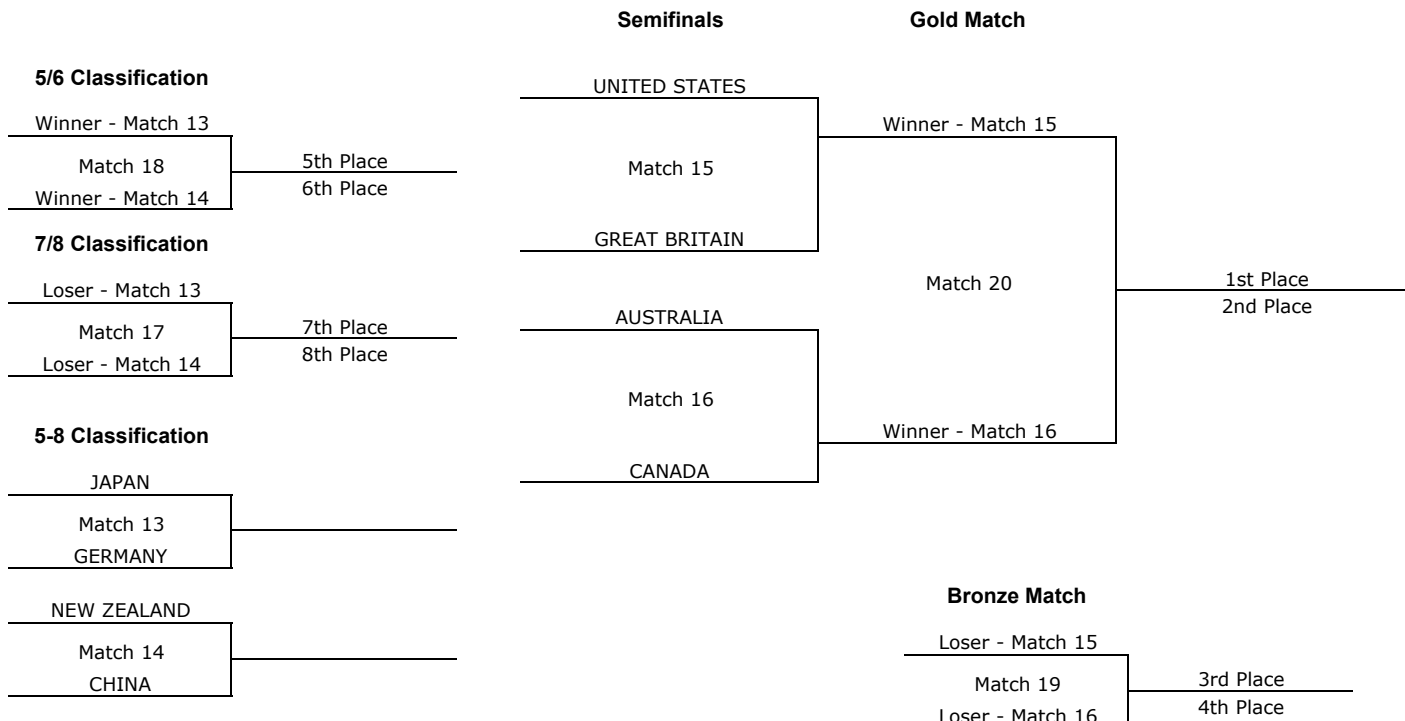 Semifinals
Gold Match
5/6 Classification
Winner - Match 13
Match 18
Winner - Match 14
5th Place
6th Place
7/8 Classification
Loser - Match 13
Match 17
Loser - Match 14
7th Place
8th Place
5-8 Classification
JAPAN
Match 13
GERMANY
NEW ZEALAND
Match 14
CHINA
UNITED STATES
Match 15
GREAT BRITAIN
AUSTRALIA
Match 16
CANADA
Winner - Match 15
Match 20
Winner - Match 16
1st Place
2nd Place
Bronze Match
Loser - Match 15
Match 19
Loser - Match 16
3rd Place
4th Place